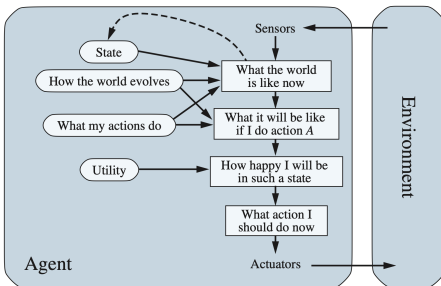 Sensors
State
What the world
is like now
How the world evolves
What my actions do
What it will be like
if I do action A
Utility
How happy I will be
in such a state
What action I
should do now
Agent
Actuators
Environment